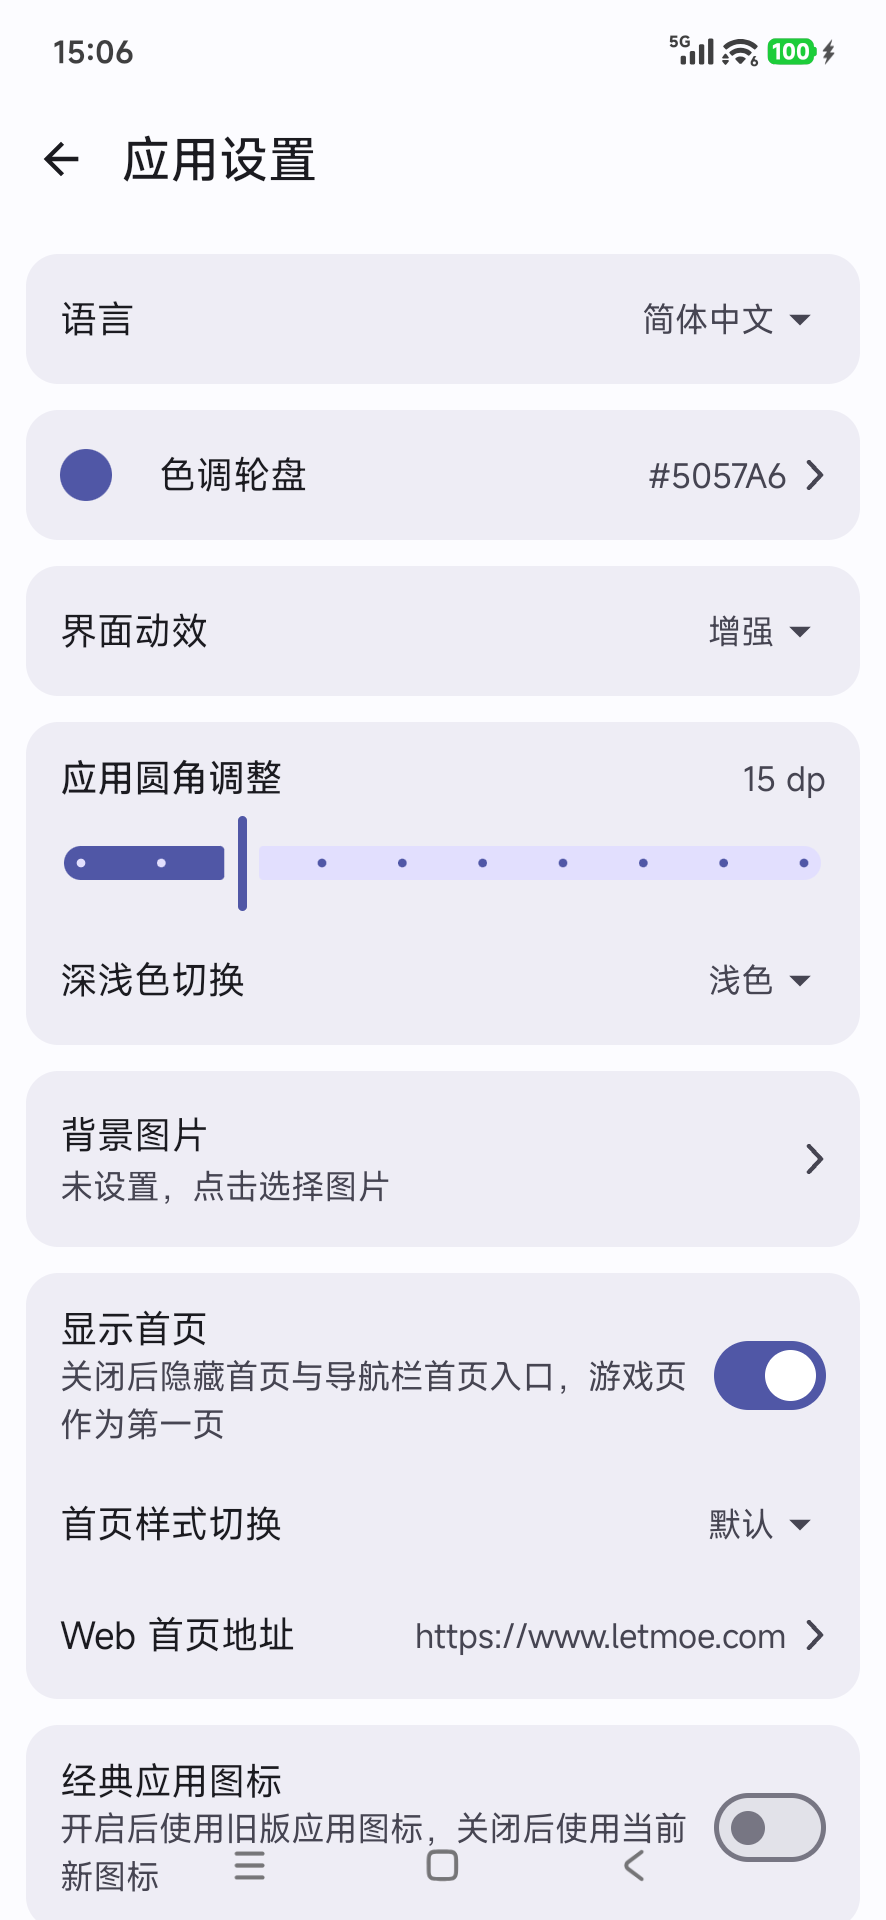 15:06
5G 6 100
应用设置
语言
简体中文
色调轮盘
#5057A6
界面动效
增强
应用圆角调整
15 dp
深浅色切换
浅色
背景图片
未设置，点击选择图片
显示首页
关闭后隐藏首页与导航栏首页入口，游戏页
作为第一页
首页样式切换
默认
Web 首页地址
https://www.letmoe.com
经典应用图标
开启后使用旧版应用图标，关闭后使用当前
新图标